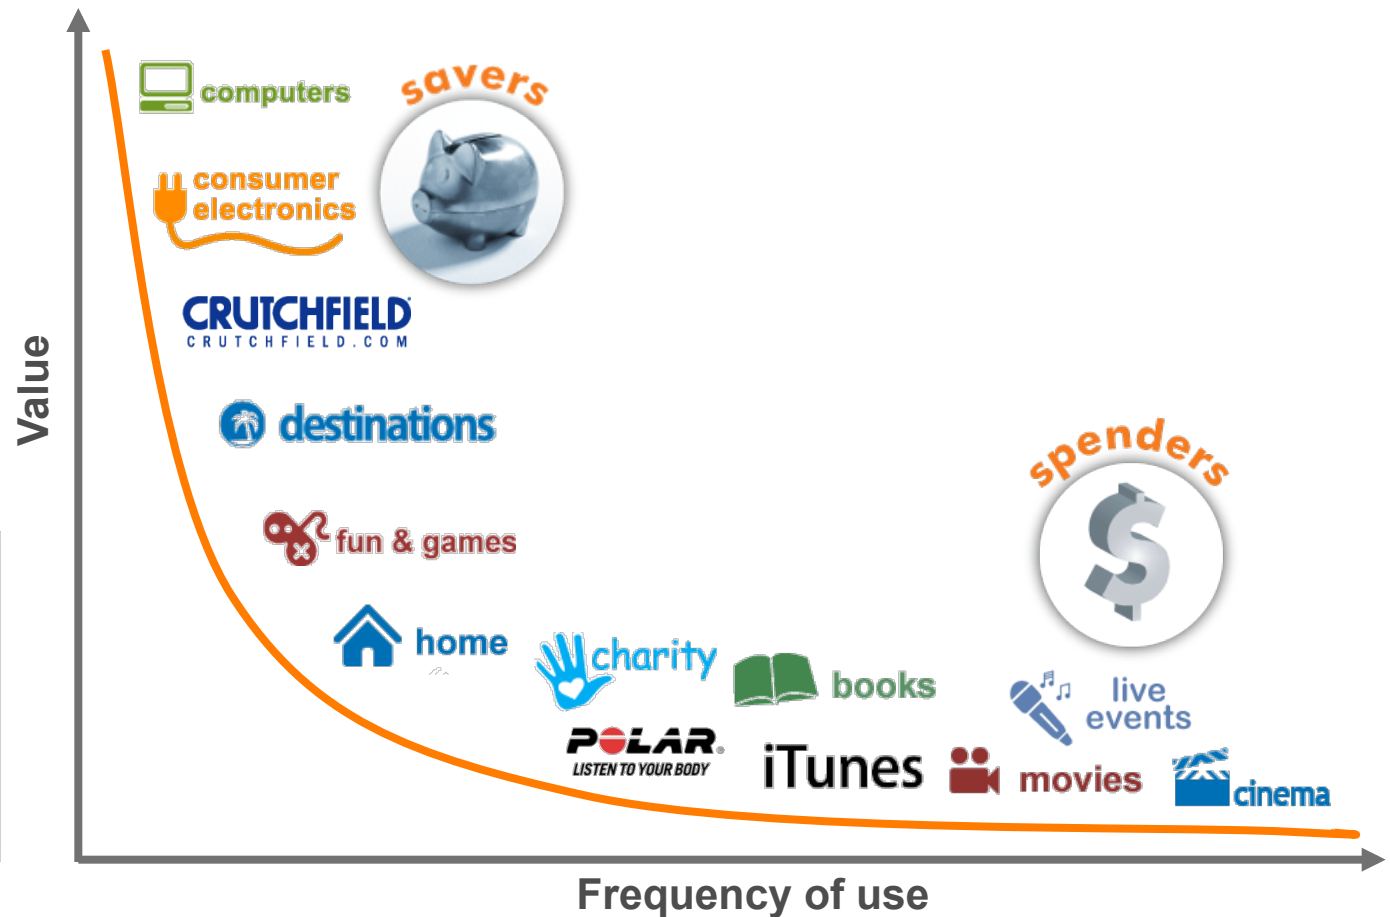 computers
savers
consumer
electronics
CRUTCHFIELD
CRUTCHFIELD.COM
Value
destinations
spenders
fun & games
home
charity
books
live
events
POLAR®
LISTEN TO YOUR BODY
iTunes
movies
cinema
Frequency of use